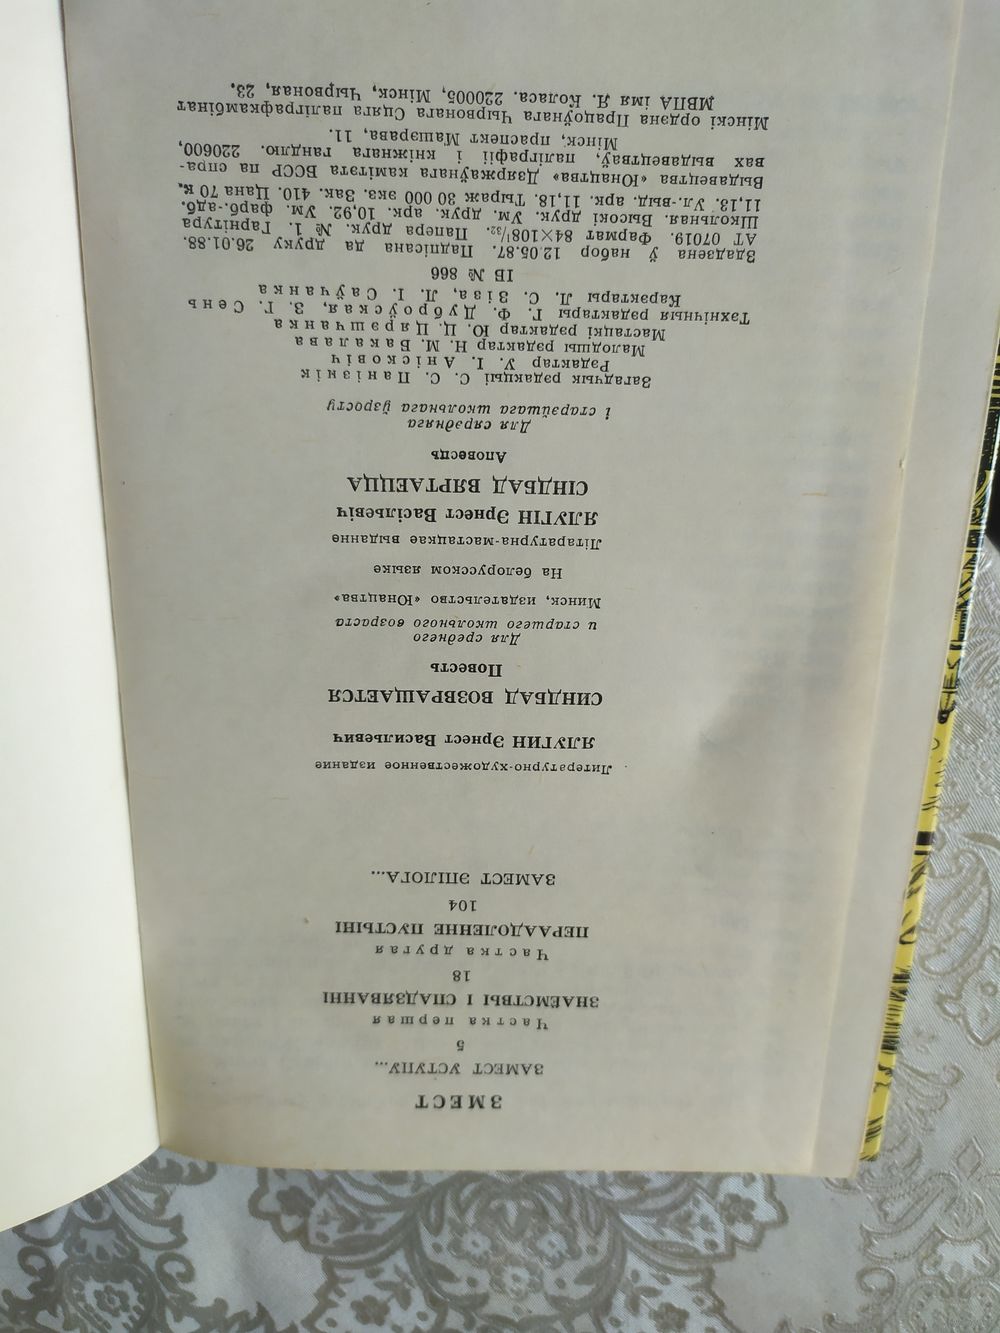 ЗМЕСТ
ЗАМЕСТ УСТУПУ...
5
Частка першая
ЗНАЕМСТВЫ І СПАДЗЯВАННІ
18
Частка другая
ПЕРААДОЛЕННЕ ПУСТЫНІ
104
ЗАМЕСТ ЭПІЛОГА...
Литературно-художественное издание
ЯЛУГИН Эрнест Васильевич
СИНДБАД ВОЗВРАЩАЕТСЯ
Повесть
Для среднего
и старшего школьного возраста
Минск, издательство «Юнацтва»
На белорусском языке
Літаратурна-мастацкае выданне
ЯЛУГІН Эрнест Васільевіч
СІНДБАД ВЯРТАЕЦЦА
Аповесць
Для сярэдняга
і старэйшага школьнага ўзросту
Загадчык рэдакцыі С. С. Панізнік
Рэдактар У. І. Анісковіч
Малодшы рэдактар Н. М. Бакалава
Мастацкі рэдактар Ю. Ц. Цярэшчанка
Тэхнічныя рэдактары Г. Ф. Дуброўская, З. Г. Сень
Карэктары Л. С. Зіза, Л. І. Саўчанка
ІБ № 866
Здадзена ў набор 12.05.87. Падпісана да друку 26.01.88.
АТ 07019. Фармат 84×108¹/₃₂. Папера друк. № 1. Гарнітура
Школьная. Высокі друк. Ум. друк. арк. 10,92. Ум. фарб.-адб.
11,13. Ул.-выд. арк. 11,18. Тыраж 30 000 экз. Зак. 410. Цана 70 к.
Выдавецтва «Юнацтва» Дзяржаўнага камітэта БССР па спра-
вах выдавецтваў, паліграфіі і кніжнага гандлю. 220600,
Мінск, праспект Машэрава, 11.
Мінскі ордэна Працоўнага Чырвонага Сцяга паліграфкамбінат
МВПА імя Я. Коласа. 220005, Мінск, Чырвоная, 23.